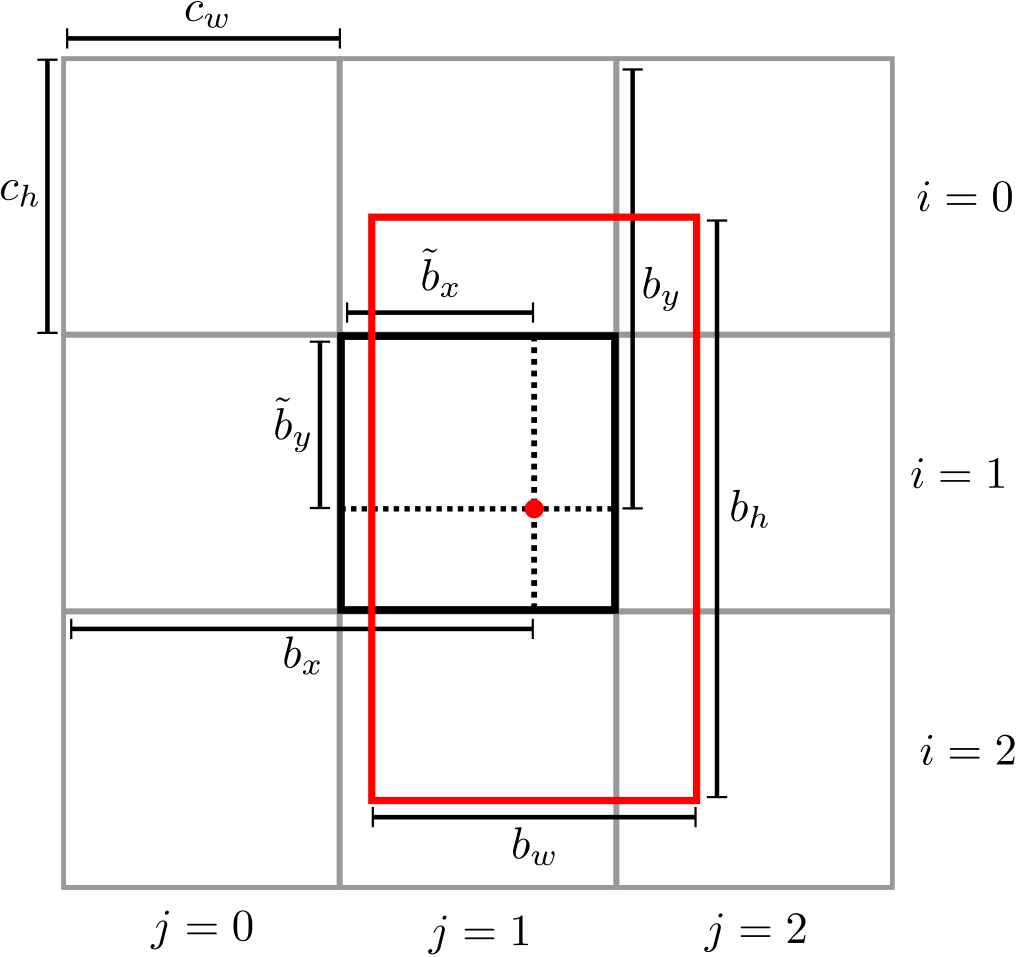 c_w
c_h
i = 0
b̃_x
b_y
b̃_y
i = 1
b_h
b_x
i = 2
b_w
j = 0
j = 1
j = 2